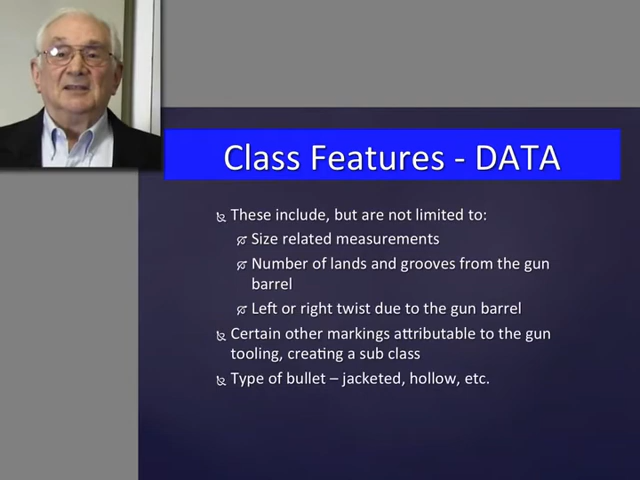 Class Features - DATA
These include, but are not limited to:
Size related measurements
Number of lands and grooves from the gun
barrel
Left or right twist due to the gun barrel
Certain other markings attributable to the gun
tooling, creating a sub class
Type of bullet – jacketed, hollow, etc.